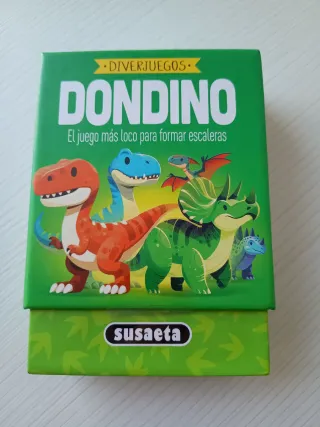 DIVERJUEGOS
DONDINO
El juego más loco para formar escaleras
susaeta